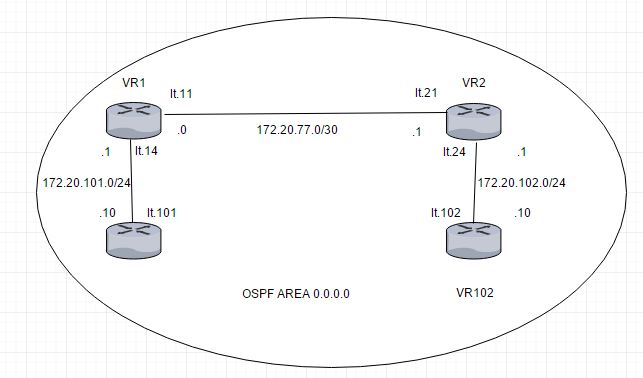 VR1
VR2
lt.11
lt.21
.0
172.20.77.0/30
.1
.1
lt.14
lt.24
.1
172.20.101.0/24
172.20.102.0/24
.10
lt.101
lt.102
.10
OSPF AREA 0.0.0.0
VR102